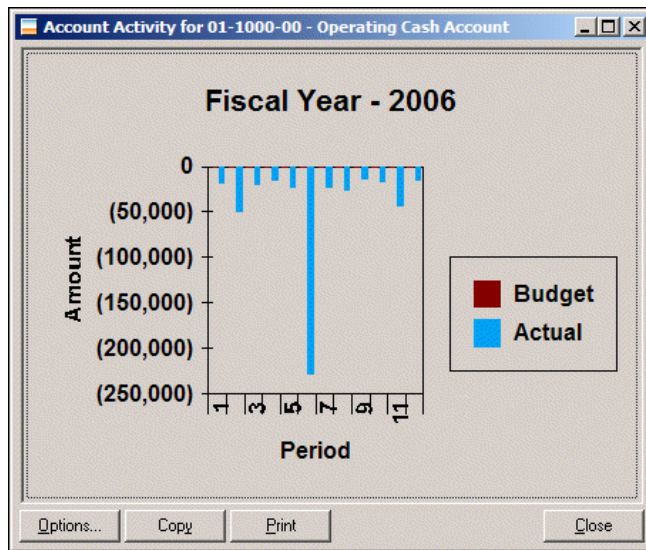 Account Activity for 01-1000-00 - Operating Cash Account
Fiscal Year - 2006
Amount
0
(50,000)
(100,000)
(150,000)
(200,000)
(250,000)
1
3
5
7
9
11
Period
Budget
Actual
Options...
Copy
Print
Close